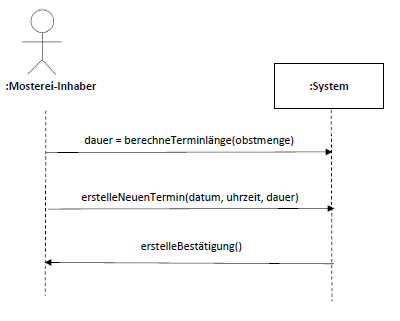 :Mosterei-Inhaber
:System
dauer = berechneTerminlänge(obstmenge)
erstelleNeuenTermin(datum, uhrzeit, dauer)
erstelleBestätigung()